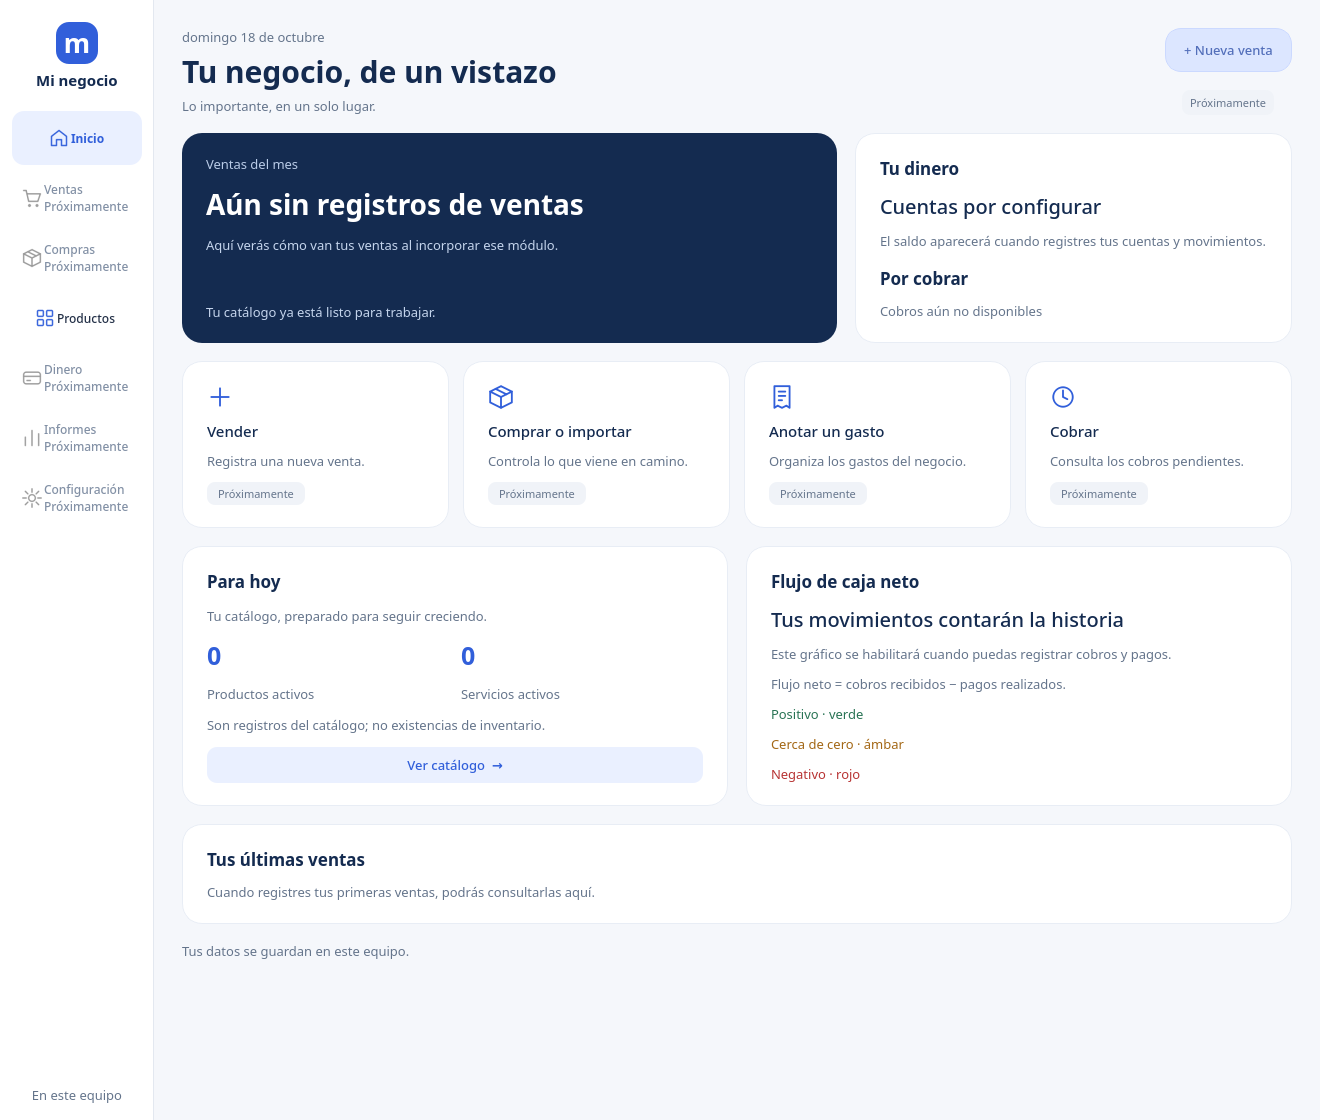 m
Mi negocio
Inicio
Ventas
Próximamente
Compras
Próximamente
Productos
Dinero
Próximamente
Informes
Próximamente
Configuración
Próximamente
En este equipo
domingo 18 de octubre
Tu negocio, de un vistazo
Lo importante, en un solo lugar.
+ Nueva venta
Próximamente
Ventas del mes
Aún sin registros de ventas
Aquí verás cómo van tus ventas al incorporar ese módulo.
Tu catálogo ya está listo para trabajar.
Tu dinero
Cuentas por configurar
El saldo aparecerá cuando registres tus cuentas y movimientos.
Por cobrar
Cobros aún no disponibles
Vender
Registra una nueva venta.
Próximamente
Comprar o importar
Controla lo que viene en camino.
Próximamente
Anotar un gasto
Organiza los gastos del negocio.
Próximamente
Cobrar
Consulta los cobros pendientes.
Próximamente
Para hoy
Tu catálogo, preparado para seguir creciendo.
0
Productos activos
0
Servicios activos
Son registros del catálogo; no existencias de inventario.
Ver catálogo →
Flujo de caja neto
Tus movimientos contarán la historia
Este gráfico se habilitará cuando puedas registrar cobros y pagos.
Flujo neto = cobros recibidos − pagos realizados.
Positivo · verde
Cerca de cero · ámbar
Negativo · rojo
Tus últimas ventas
Cuando registres tus primeras ventas, podrás consultarlas aquí.
Tus datos se guardan en este equipo.